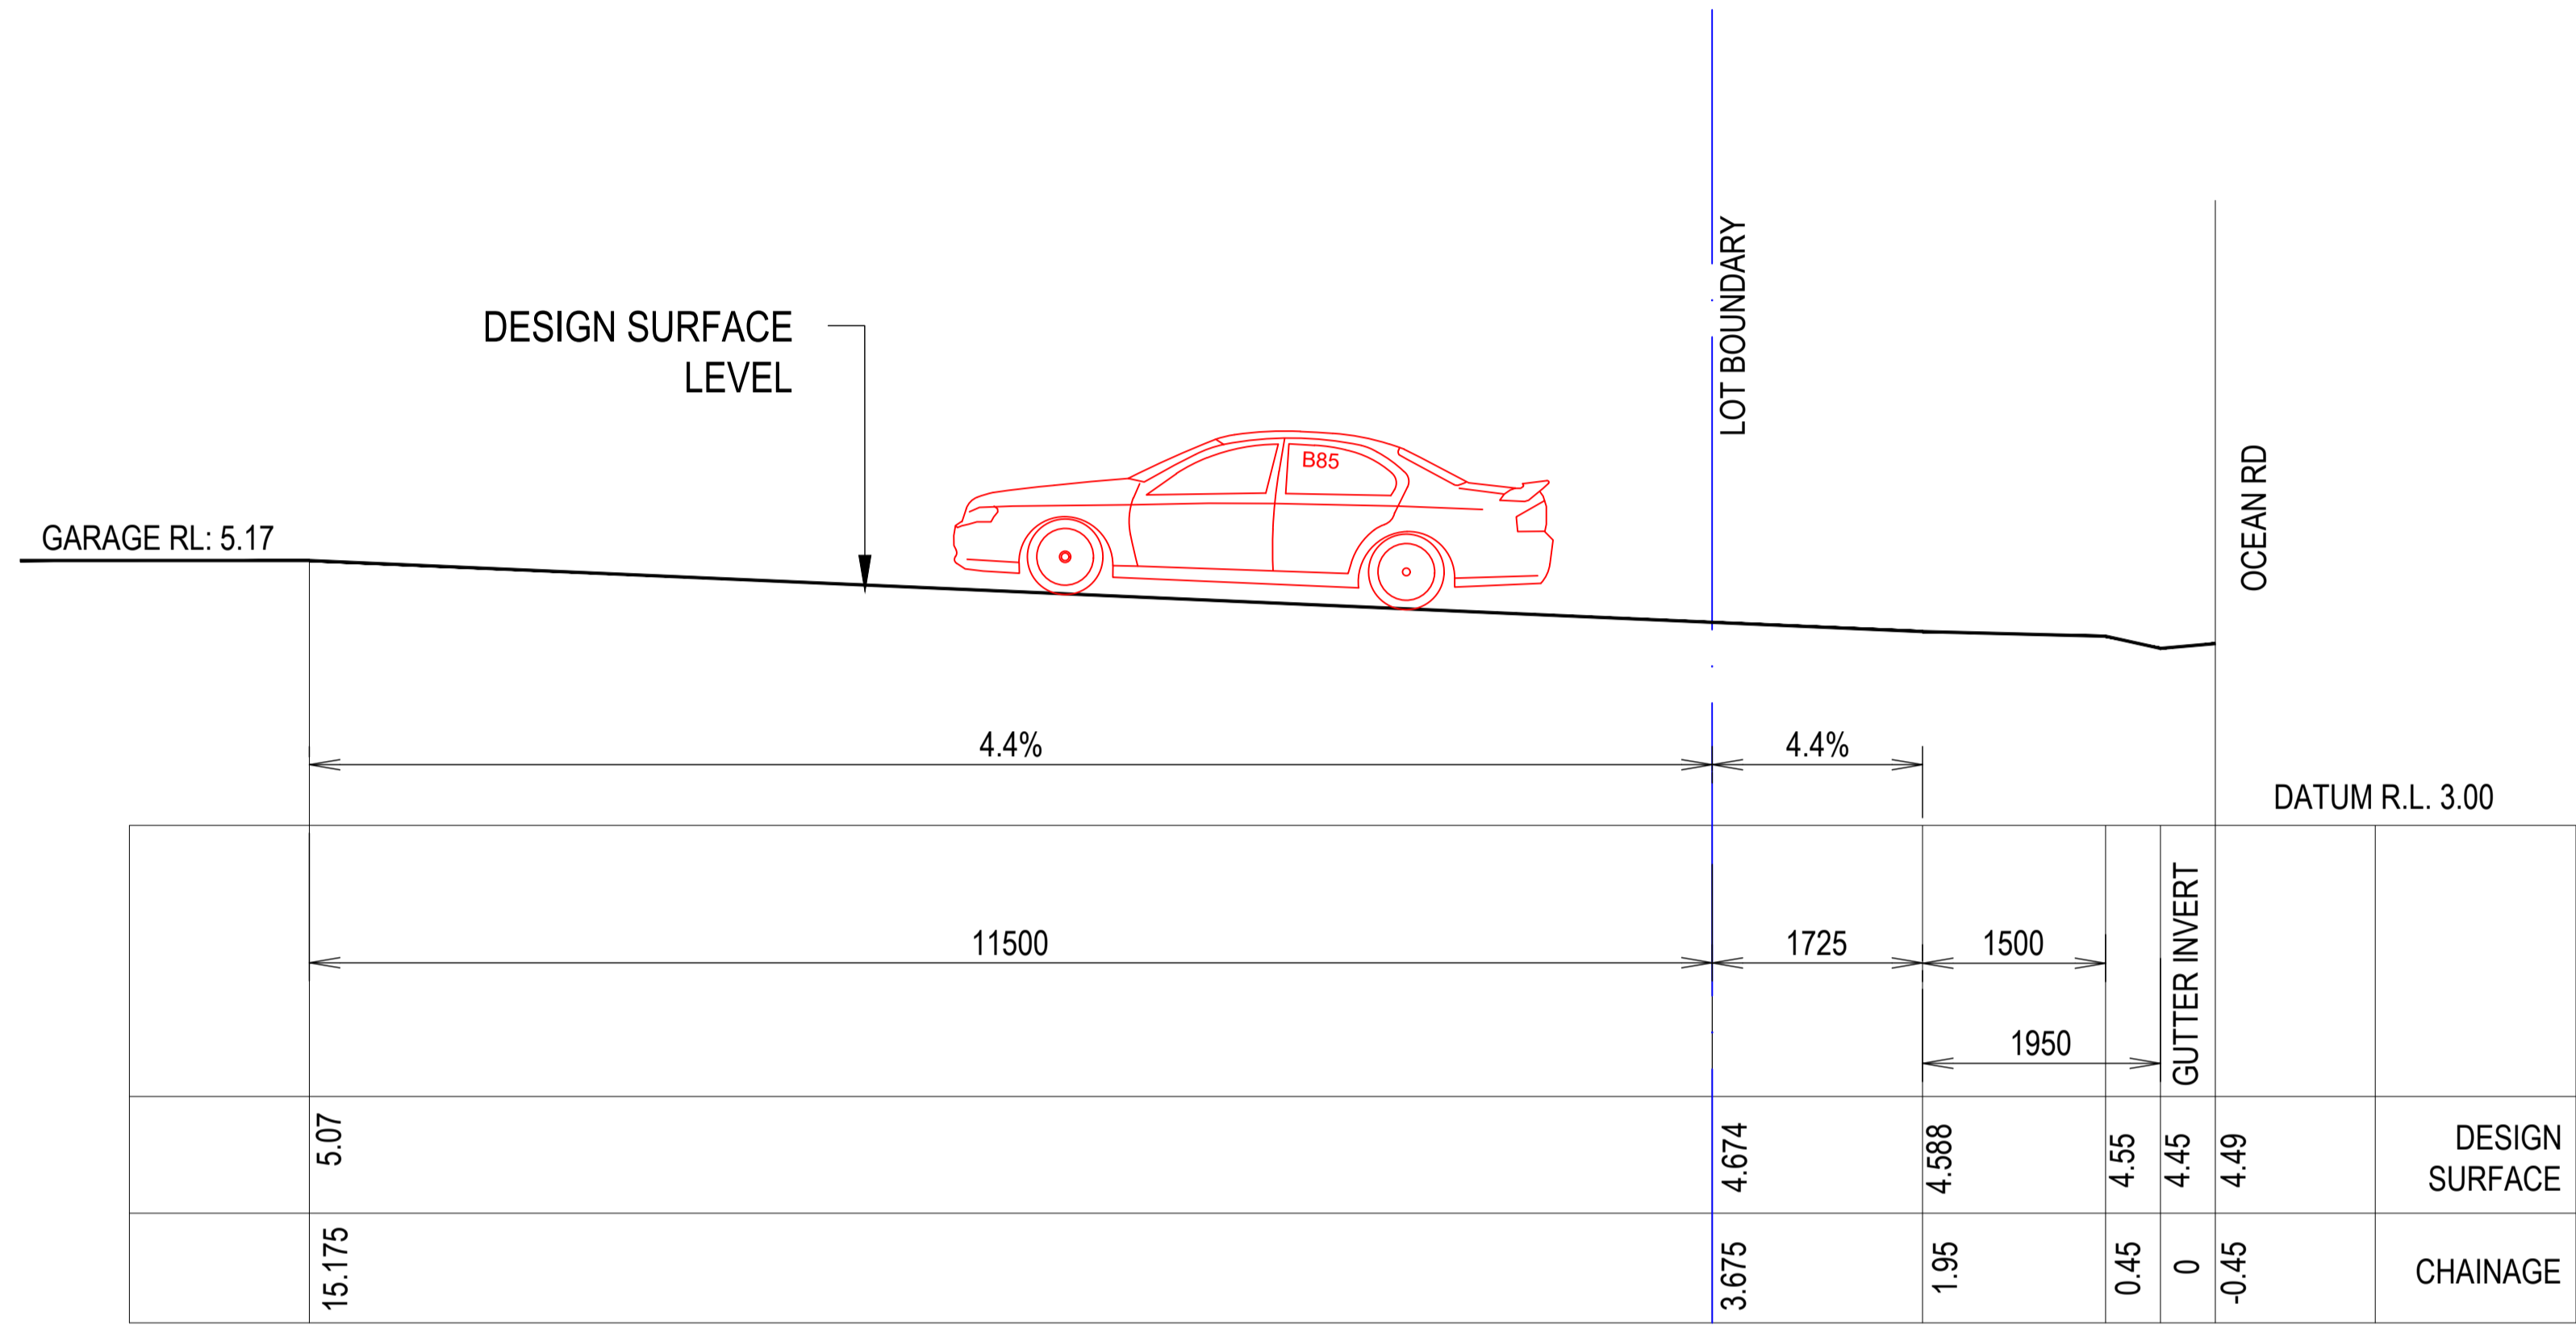 LOT BOUNDARY
DESIGN SURFACE
LEVEL
B85
OCEAN RD
GARAGE RL: 5.17
4.4%
4.4%
DATUM R.L. 3.00
GUTTER INVERT
11500
1725
1500
1950
5.07
4.674
4.588
4.55
4.45
4.49
DESIGN
SURFACE
15.175
3.675
1.95
0.45
0
-0.45
CHAINAGE